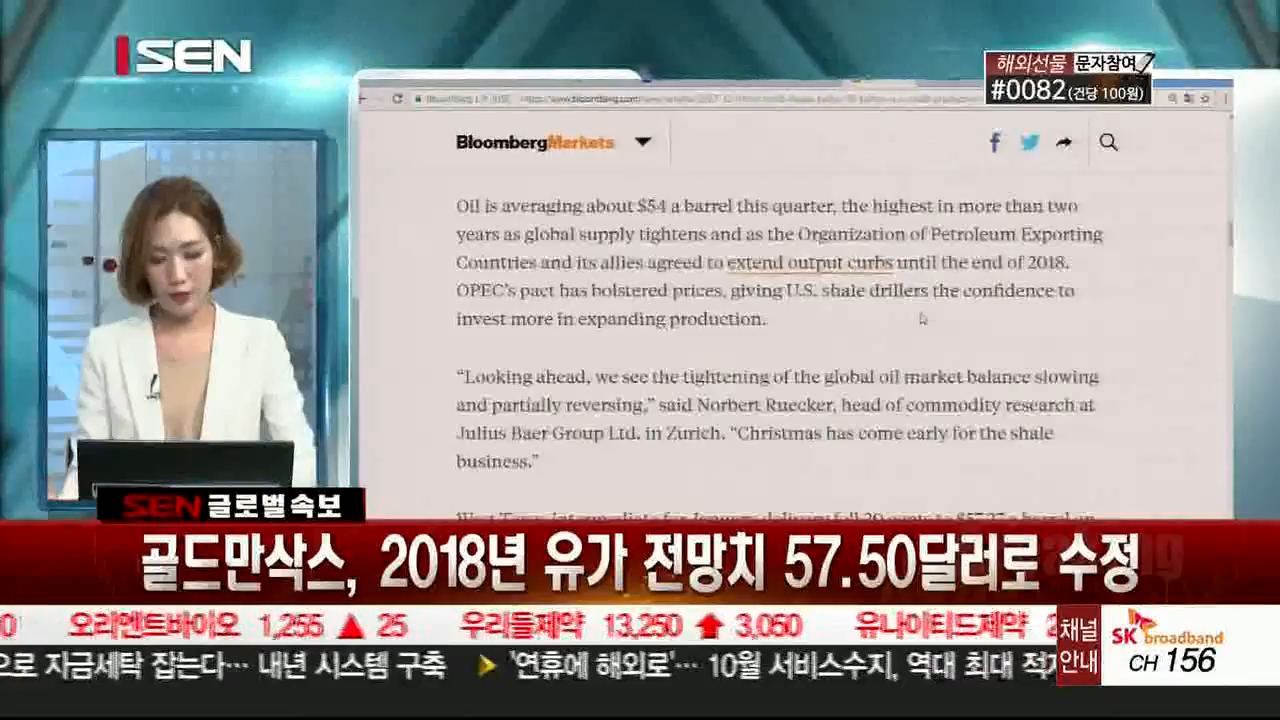 SEN
해외선물 문자참여
#0082(건당 100원)
BloombergMarkets
Oil is averaging about $54 a barrel this quarter, the highest in more than two
years as global supply tightens and as the Organization of Petroleum Exporting
Countries and its allies agreed to extend output curbs until the end of 2018.
OPEC's pact has bolstered prices, giving U.S. shale drillers the confidence to
invest more in expanding production.
“Looking ahead, we see the tightening of the global oil market balance slowing
and partially reversing,” said Norbert Ruecker, head of commodity research at
Julius Baer Group Ltd. in Zurich. “Christmas has come early for the shale
business.”
SEN 글로벌속보
골드만삭스, 2018년 유가 전망치 57.50달러로 수정
0 오리엔트바이오 1,255 ▲ 25 우리들제약 13,250 ⬆ 3,050 유나이티드제약
으로 자금세탁 잡는다… 내년 시스템 구축 ▶ '연휴에 해외로'… 10월 서비스수지, 역대 최대
채널
안내
SK broadband
CH 156